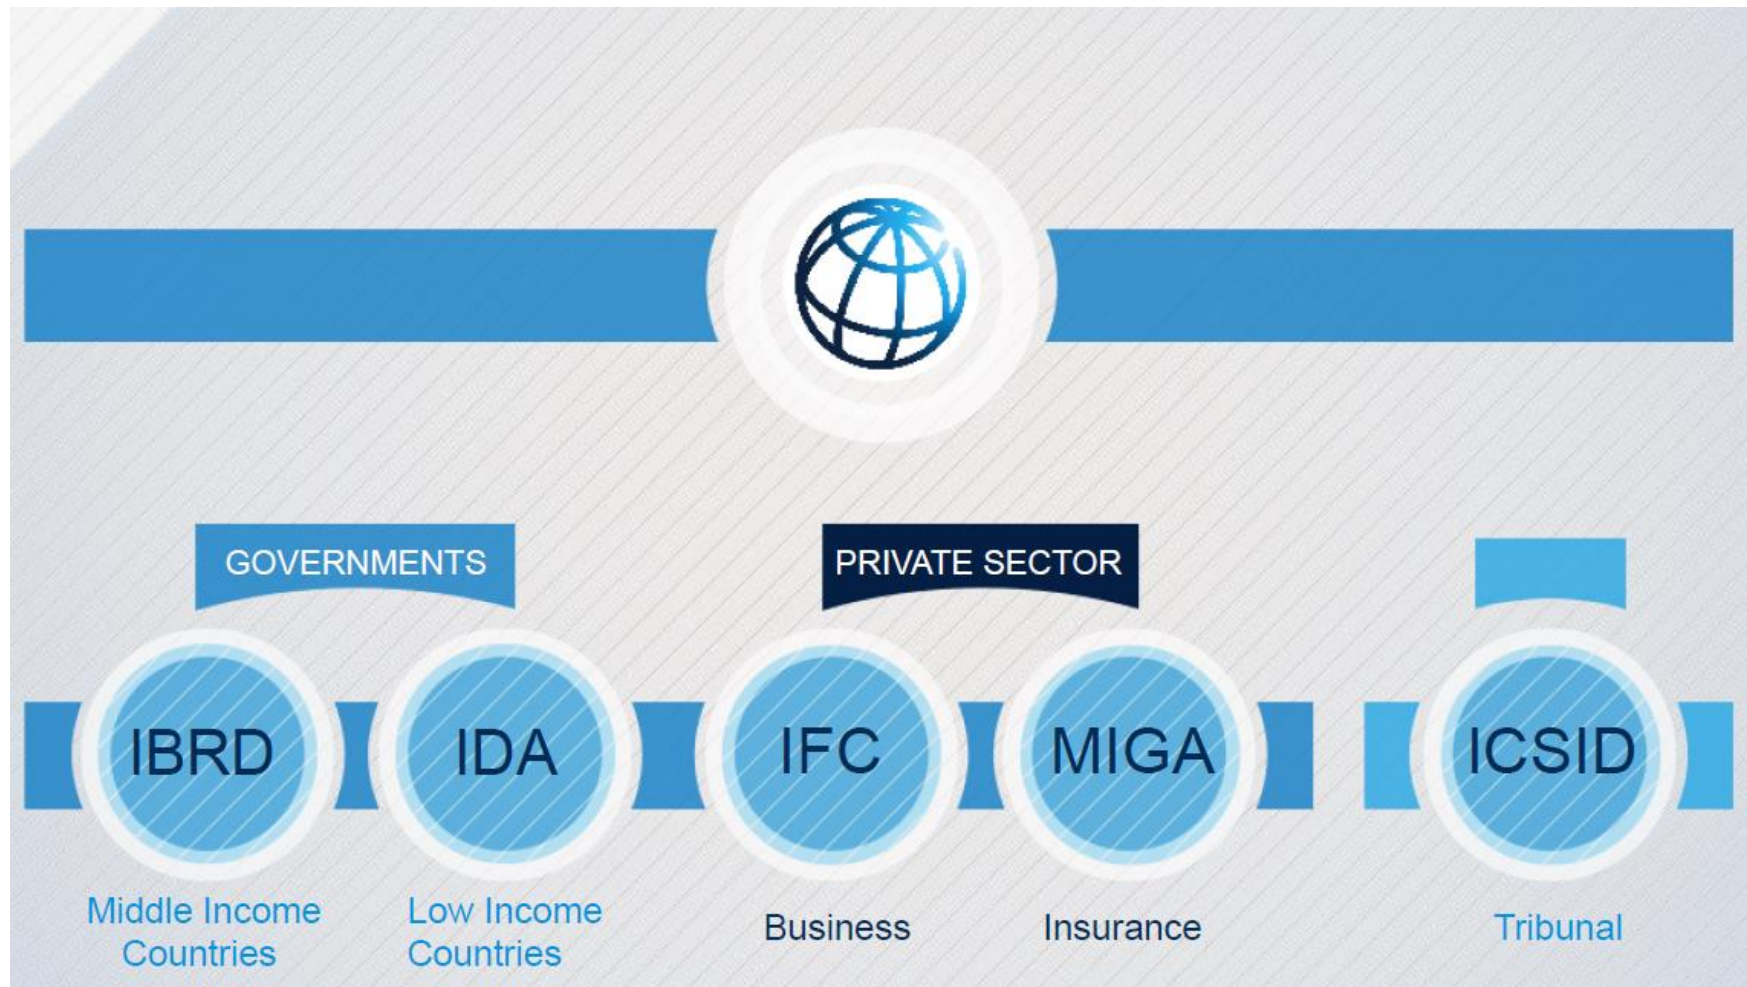 GOVERNMENTS
PRIVATE SECTOR
IBRD
IDA
IFC
MIGA
ICSID
Middle Income
Countries
Low Income
Countries
Business
Insurance
Tribunal